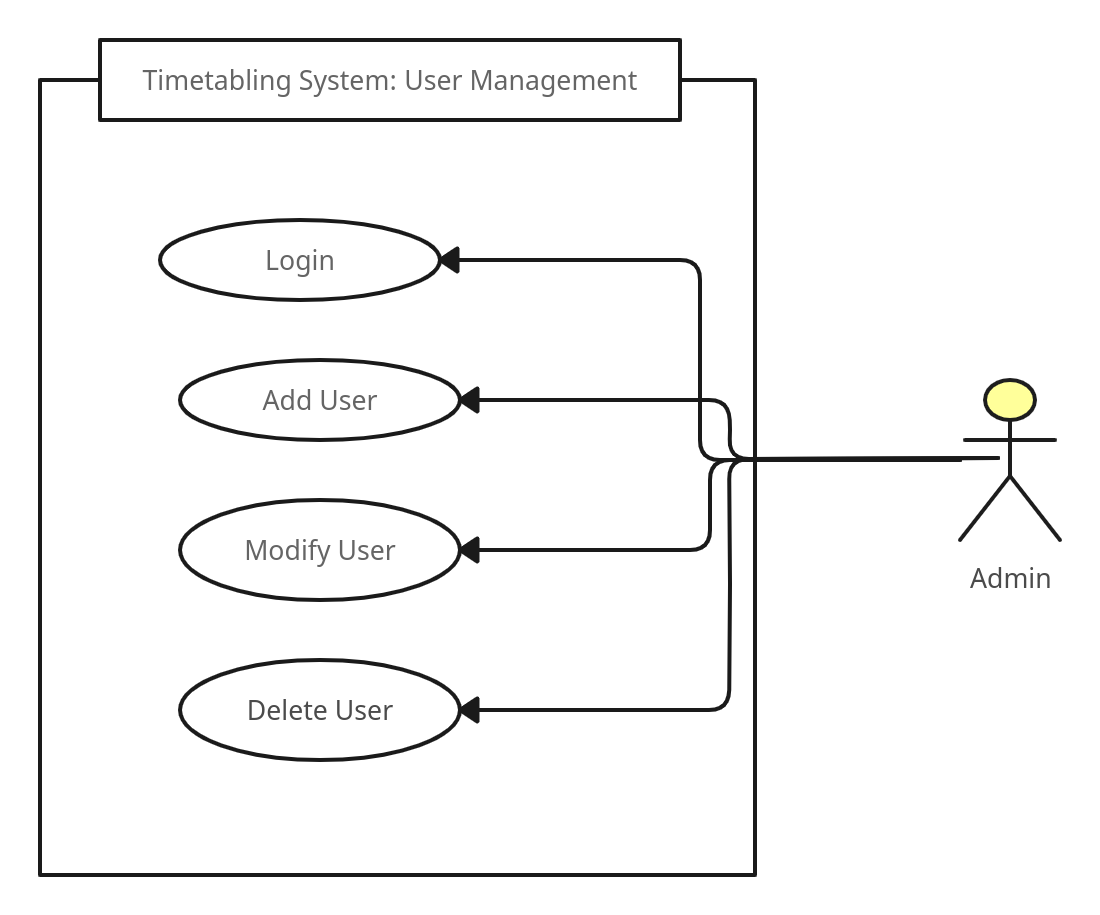 Timetabling System: User Management
Login
Add User
Modify User
Delete User
Admin